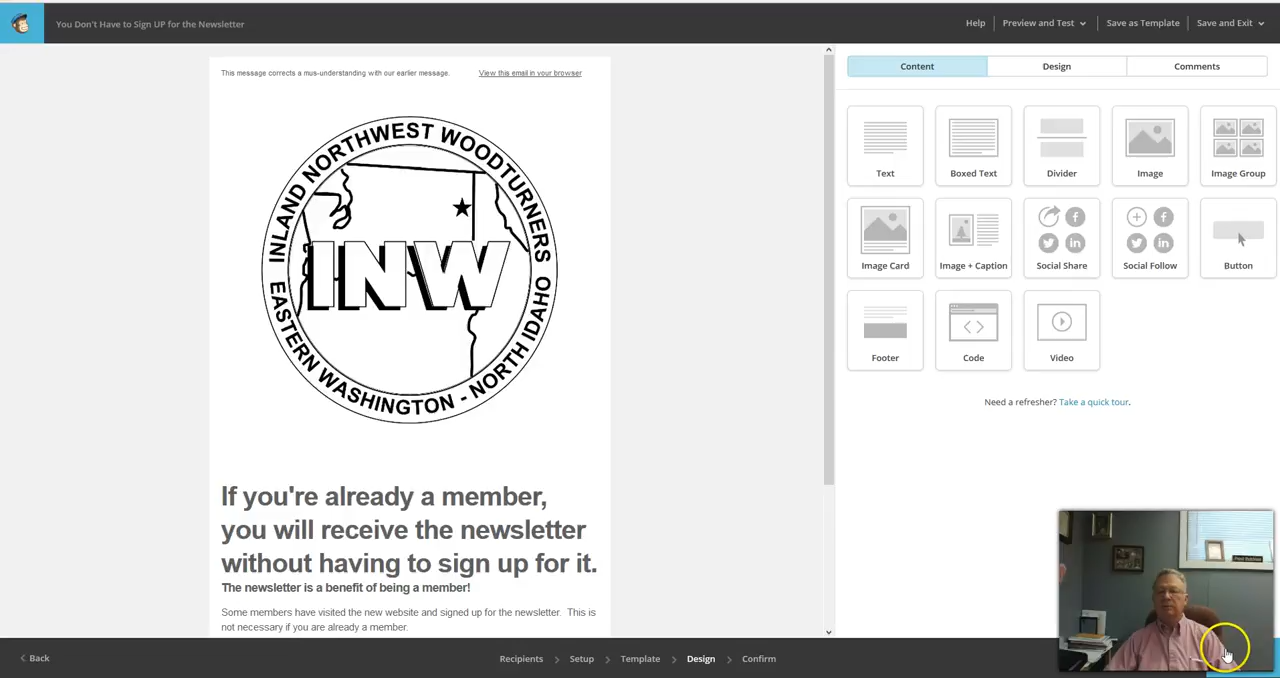 You Don't Have to Sign UP for the Newsletter
Help
Preview and Test
Save as Template
Save and Exit
This message corrects a mus-understanding with our earlier message.
View this email in your browser
INLAND NORTHWEST WOODTURNERS
INW
EASTERN WASHINGTON - NORTH IDAHO
If you're already a member,
you will receive the newsletter
without having to sign up for it.
The newsletter is a benefit of being a member!
Some members have visited the new website and signed up for the newsletter. This is
not necessary if you are already a member.
Content
Design
Comments
Text
Boxed Text
Divider
Image
Image Group
Image Card
Image + Caption
Social Share
Social Follow
Button
Footer
Code
Video
Need a refresher? Take a quick tour.
Back
Recipients
Setup
Template
Design
Confirm